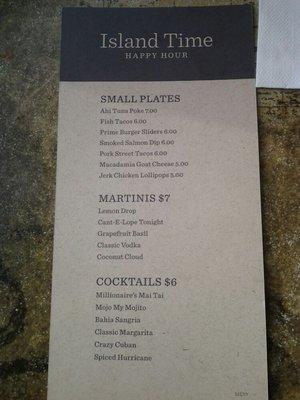 Island Time
HAPPY HOUR
SMALL PLATES
Ahi Tuna Poke 7.00
Fish Tacos 6.00
Prime Burger Sliders 6.00
Smoked Salmon Dip 6.00
Pork Street Tacos 6.00
Macadamia Goat Cheese 5.00
Jerk Chicken Lollipops 5.00
MARTINIS $7
Lemon Drop
Cant-E-Lope Tonight
Grapefruit Basil
Classic Vodka
Coconut Cloud
COCKTAILS $6
Millionaire's Mai Tai
Mojo My Mojito
Bahia Sangria
Classic Margarita
Crazy Cuban
Spiced Hurricane